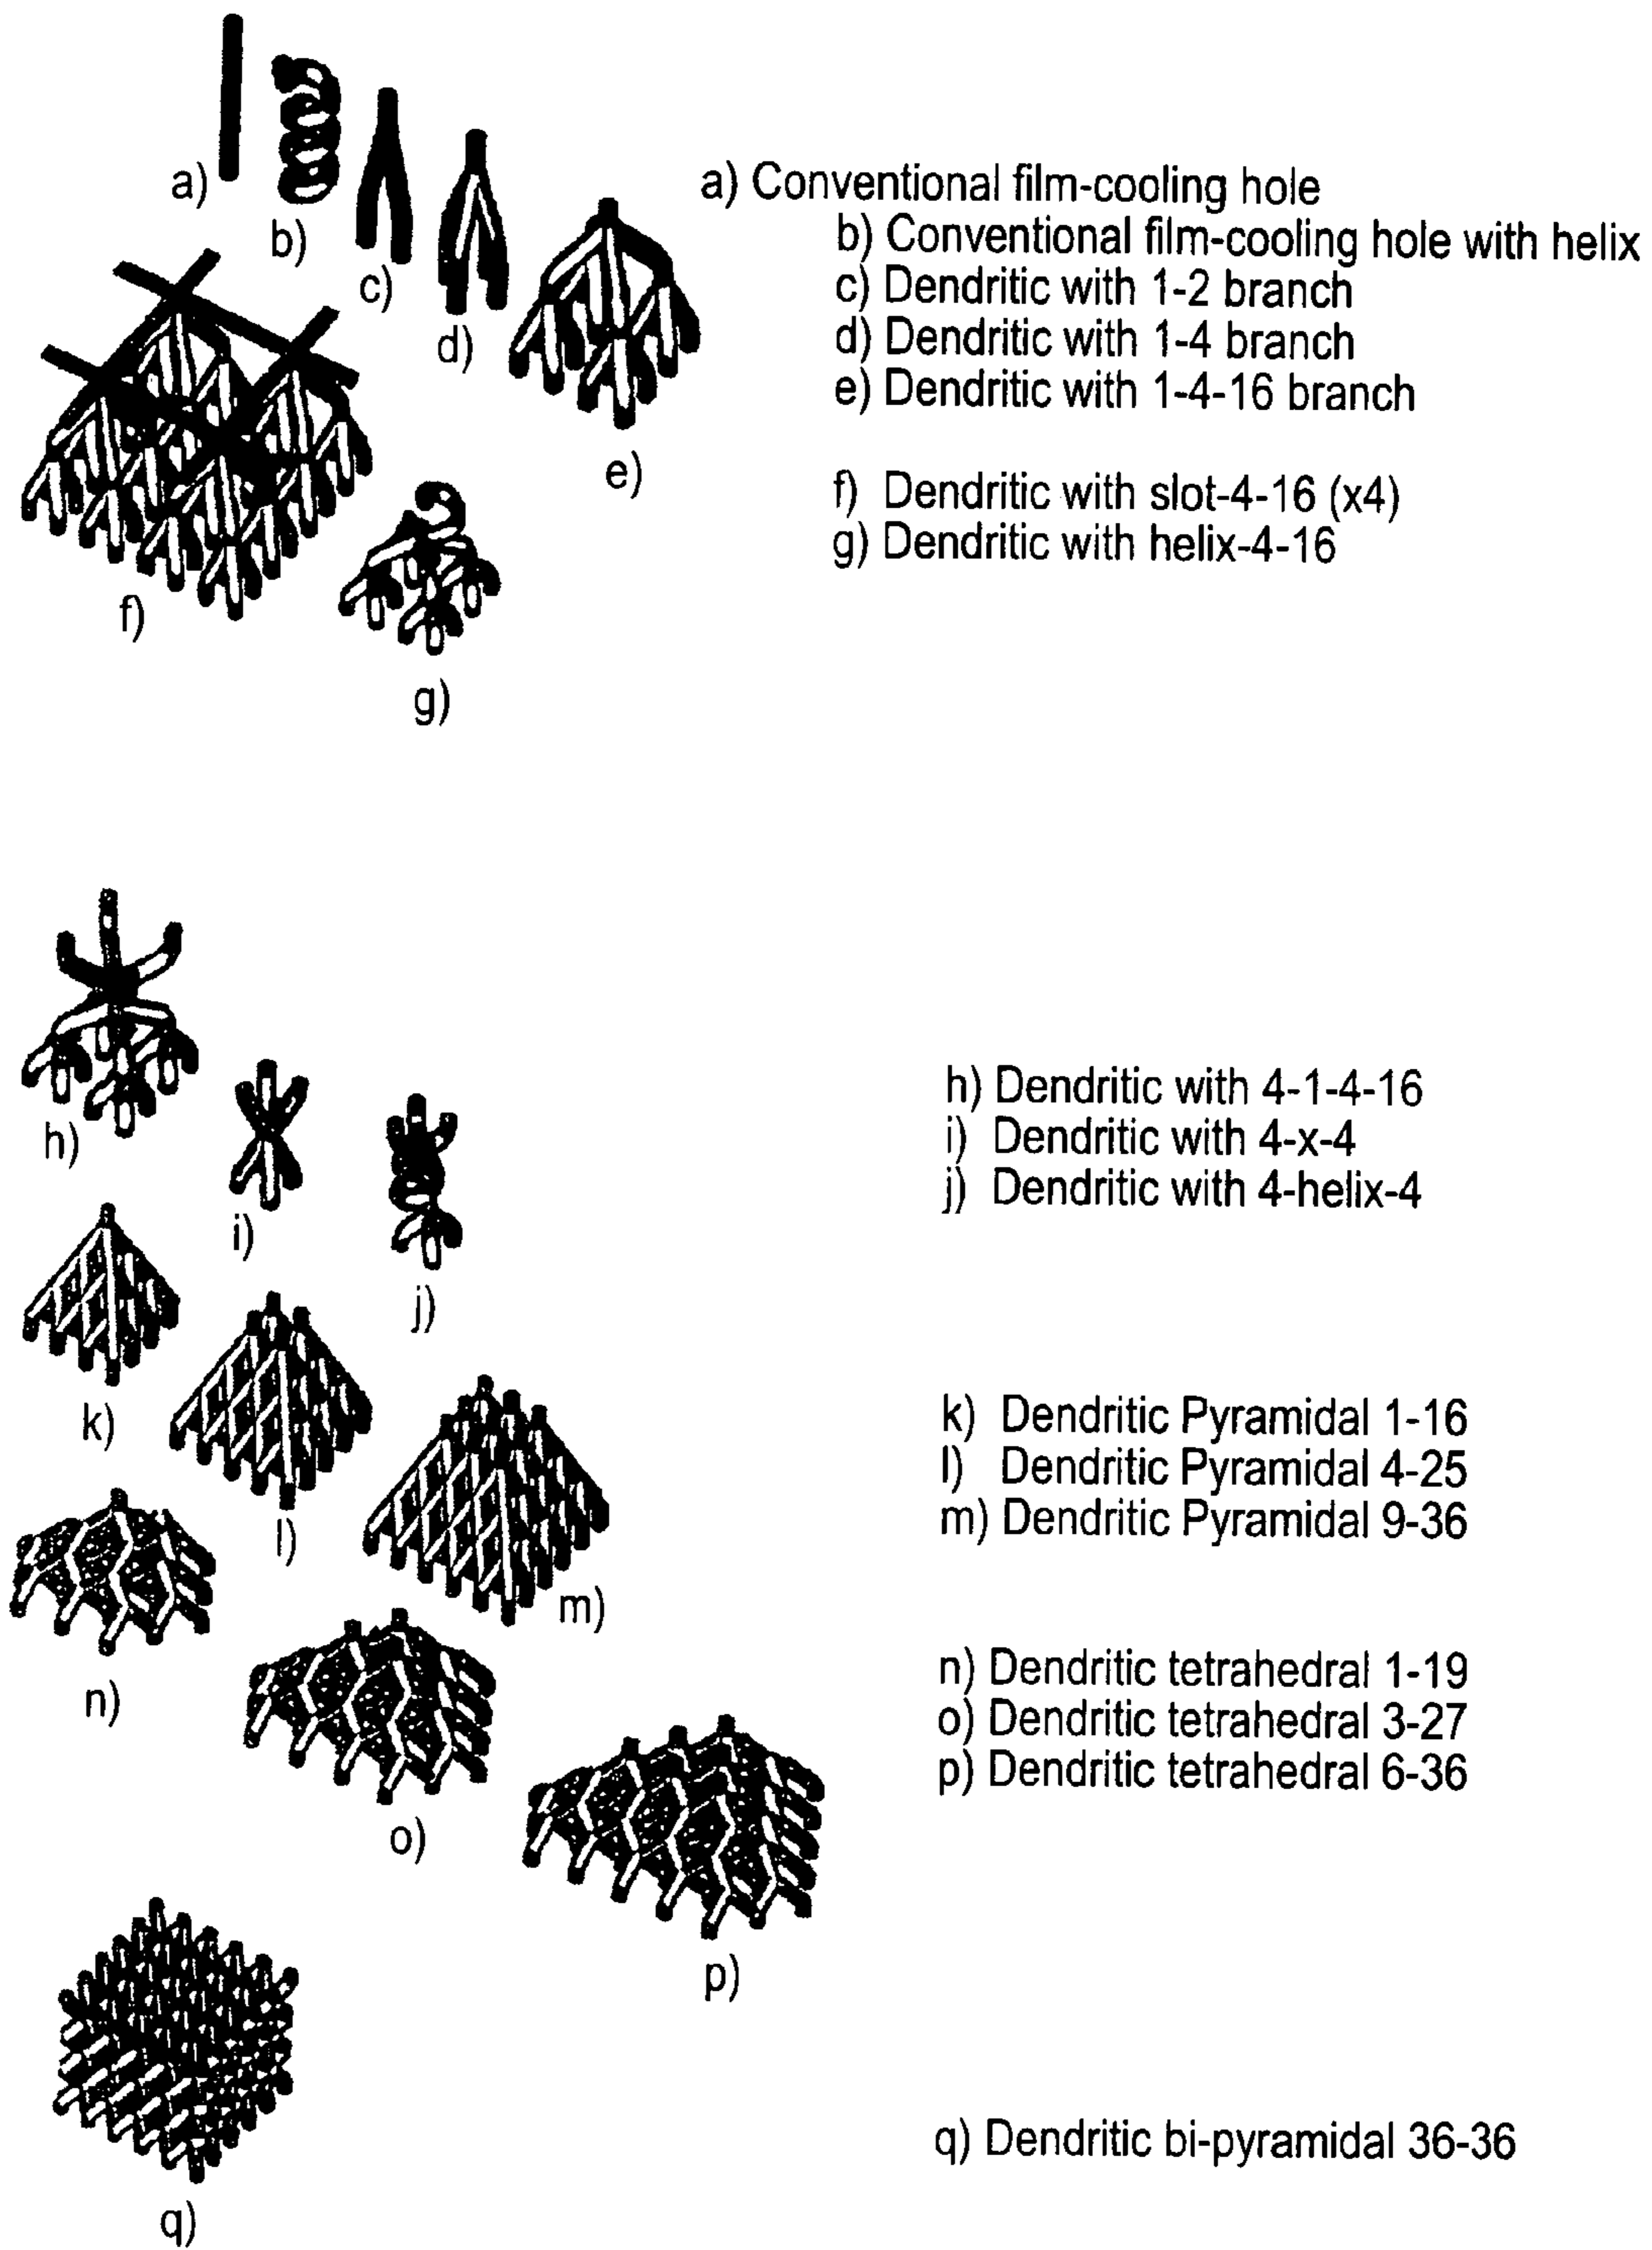 a)
b)
c)
d)
e)
f)
g)
a) Conventional film-cooling hole
b) Conventional film-cooling hole with helix
c) Dendritic with 1-2 branch
d) Dendritic with 1-4 branch
e) Dendritic with 1-4-16 branch
f) Dendritic with slot-4-16 (x4)
g) Dendritic with helix-4-16
h)
i)
j)
k)
l)
m)
n)
o)
p)
q)
h) Dendritic with 4-1-4-16
i) Dendritic with 4-x-4
j) Dendritic with 4-helix-4
k) Dendritic Pyramidal 1-16
l) Dendritic Pyramidal 4-25
m) Dendritic Pyramidal 9-36
n) Dendritic tetrahedral 1-19
o) Dendritic tetrahedral 3-27
p) Dendritic tetrahedral 6-36
q) Dendritic bi-pyramidal 36-36